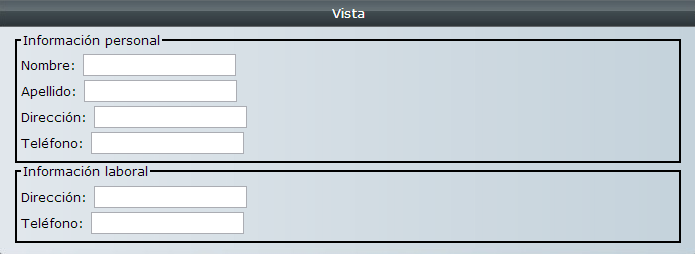 Vista
Información personal
Nombre:
Apellido:
Dirección:
Teléfono:
Información laboral
Dirección:
Teléfono: